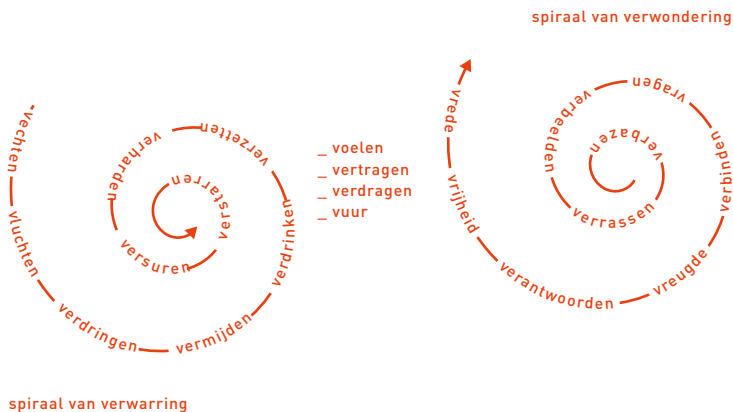 spiraal van verwondering
vechten
vluchten
verdringen
vermijden
verdrinken
verzetten
verharden
versuren
verstarren
_ voelen
_ vertragen
_ verdragen
_ vuur
verbazen
verrassen
verbeelden
vragen
verbinden
vreugde
verantwoorden
vrijheid
vrede
spiraal van verwarring